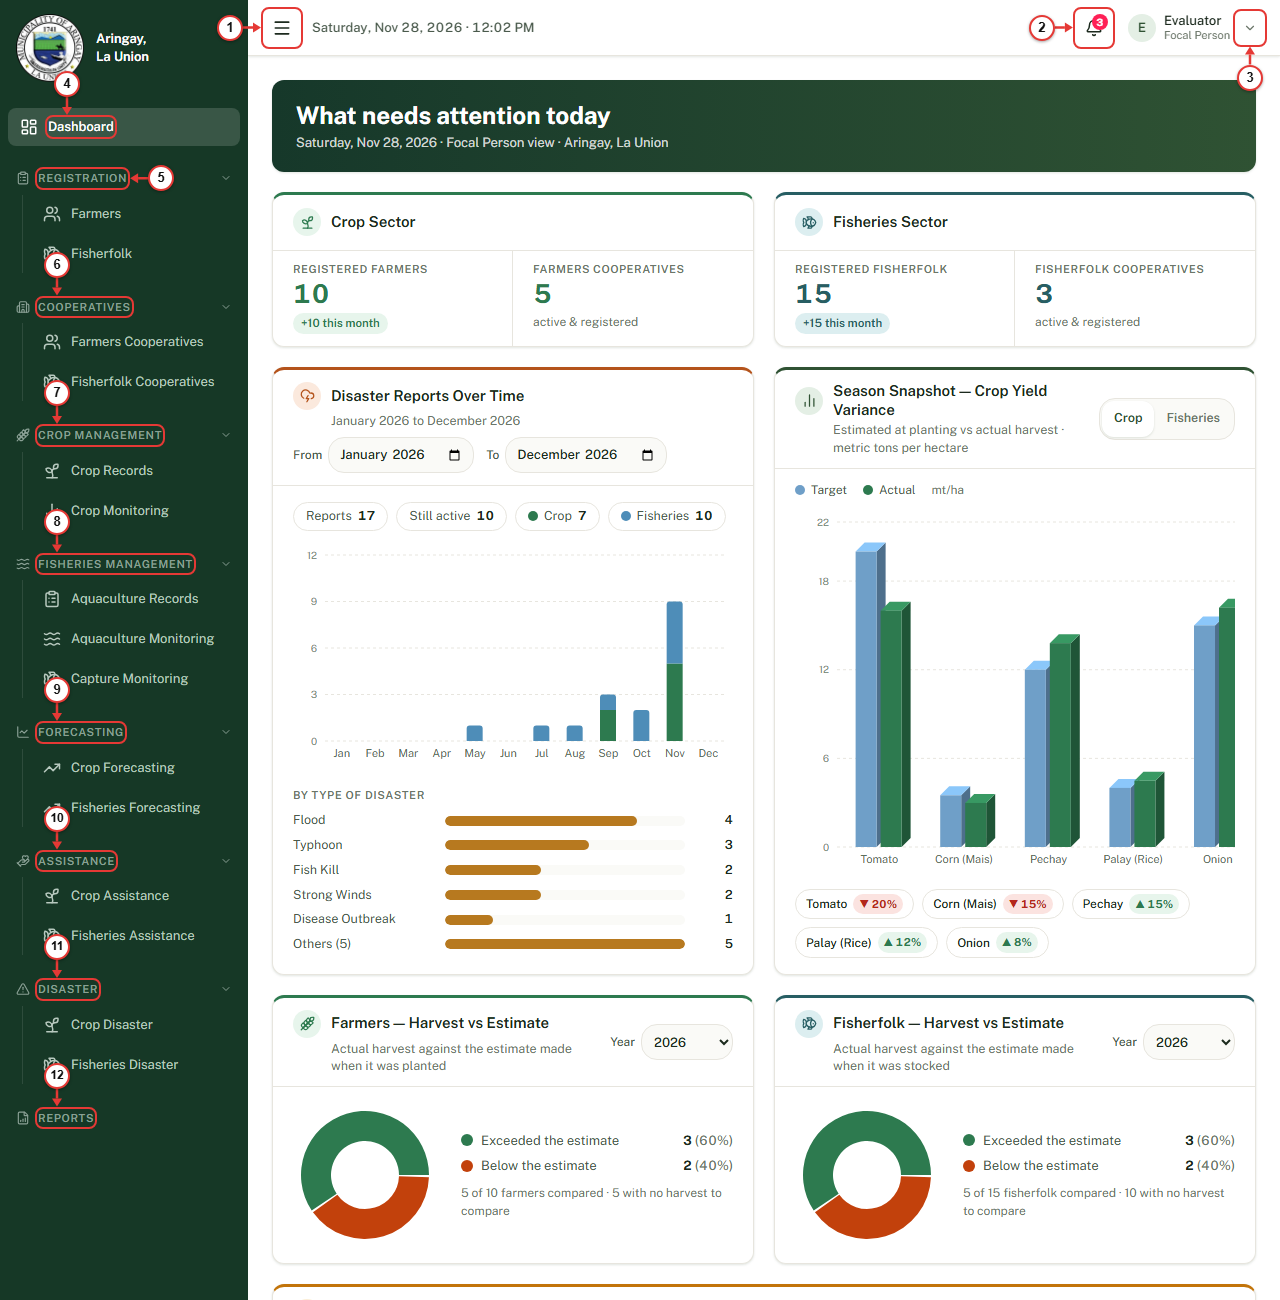 MUNICIPALITY OF ARINGAY
1741
LA UNION
Aringay,
La Union
1
Saturday, Nov 28, 2026 · 12:02 PM
2
3
E
Evaluator
Focal Person
3
4
Dashboard
REGISTRATION
5
Farmers
Fisherfolk
6
COOPERATIVES
Farmers Cooperatives
Fisherfolk Cooperatives
7
CROP MANAGEMENT
Crop Records
Crop Monitoring
8
FISHERIES MANAGEMENT
Aquaculture Records
Aquaculture Monitoring
Capture Monitoring
9
FORECASTING
Crop Forecasting
Fisheries Forecasting
10
ASSISTANCE
Crop Assistance
Fisheries Assistance
11
DISASTER
Crop Disaster
Fisheries Disaster
12
REPORTS
What needs attention today
Saturday, Nov 28, 2026 · Focal Person view · Aringay, La Union
Crop Sector
REGISTERED FARMERS
10
+10 this month
FARMERS COOPERATIVES
5
active & registered
Fisheries Sector
REGISTERED FISHERFOLK
15
+15 this month
FISHERFOLK COOPERATIVES
3
active & registered
Disaster Reports Over Time
January 2026 to December 2026
From January 2026 To December 2026
Reports 17 Still active 10 Crop 7 Fisheries 10
12
9
6
3
0
Jan Feb Mar Apr May Jun Jul Aug Sep Oct Nov Dec
BY TYPE OF DISASTER
Flood 4
Typhoon 3
Fish Kill 2
Strong Winds 2
Disease Outbreak 1
Others (5) 5
Season Snapshot — Crop Yield
Variance
Estimated at planting vs actual harvest ·
metric tons per hectare
Crop Fisheries
Target Actual mt/ha
22
18
12
6
0
Tomato Corn (Mais) Pechay Palay (Rice) Onion
Tomato ▼20% Corn (Mais) ▼15% Pechay ▲15%
Palay (Rice) ▲12% Onion ▲8%
Farmers — Harvest vs Estimate
Actual harvest against the estimate made
when it was planted
Year 2026
Exceeded the estimate 3 (60%)
Below the estimate 2 (40%)
5 of 10 farmers compared · 5 with no harvest to
compare
Fisherfolk — Harvest vs Estimate
Actual harvest against the estimate made
when it was stocked
Year 2026
Exceeded the estimate 3 (60%)
Below the estimate 2 (40%)
5 of 15 fisherfolk compared · 10 with no harvest
to compare